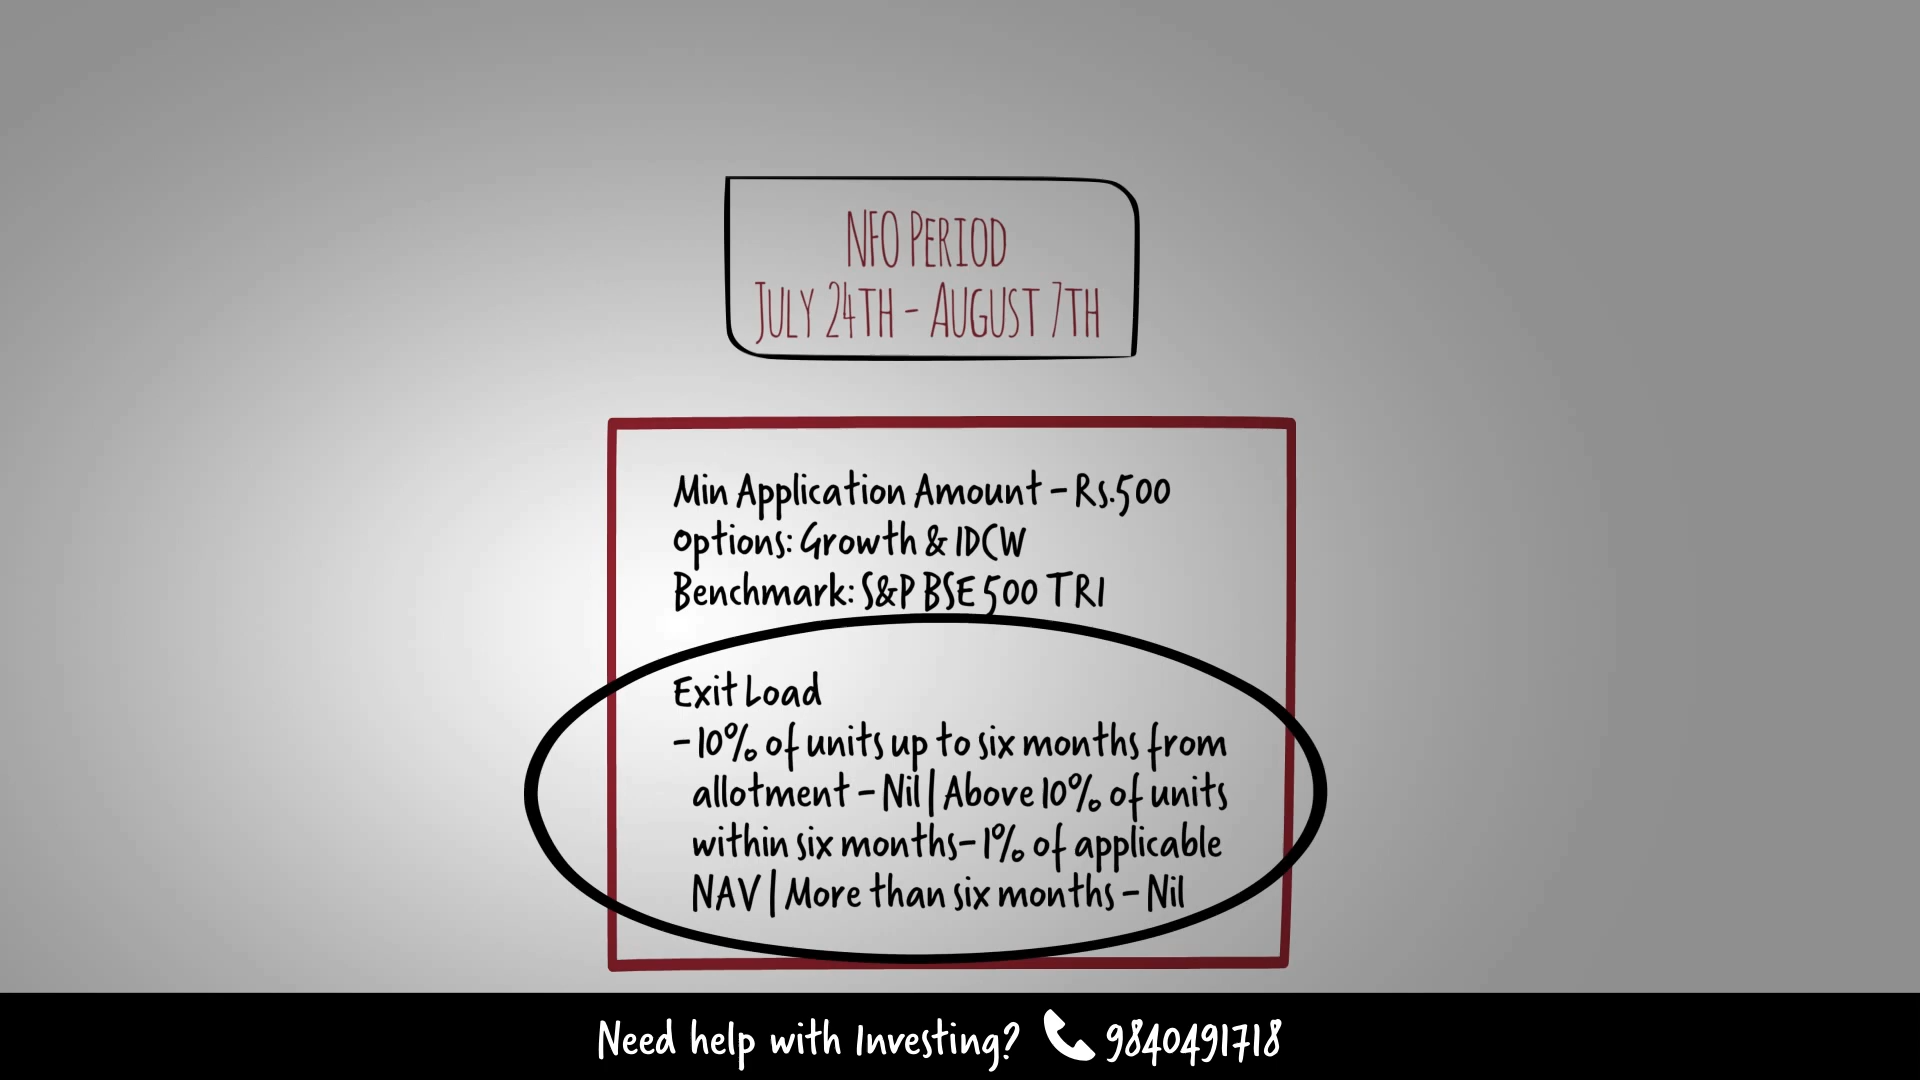 NFO PERIOD
JULY 24TH - AUGUST 7TH
Min Application Amount - Rs.500
Options: Growth & IDCW
Benchmark: S&P BSE 500 TRI
Exit Load
- 10% of units up to six months from
allotment - Nil | Above 10% of units
within six months- 1% of applicable
NAV | More than six months - Nil
Need help with Investing? 9840491718